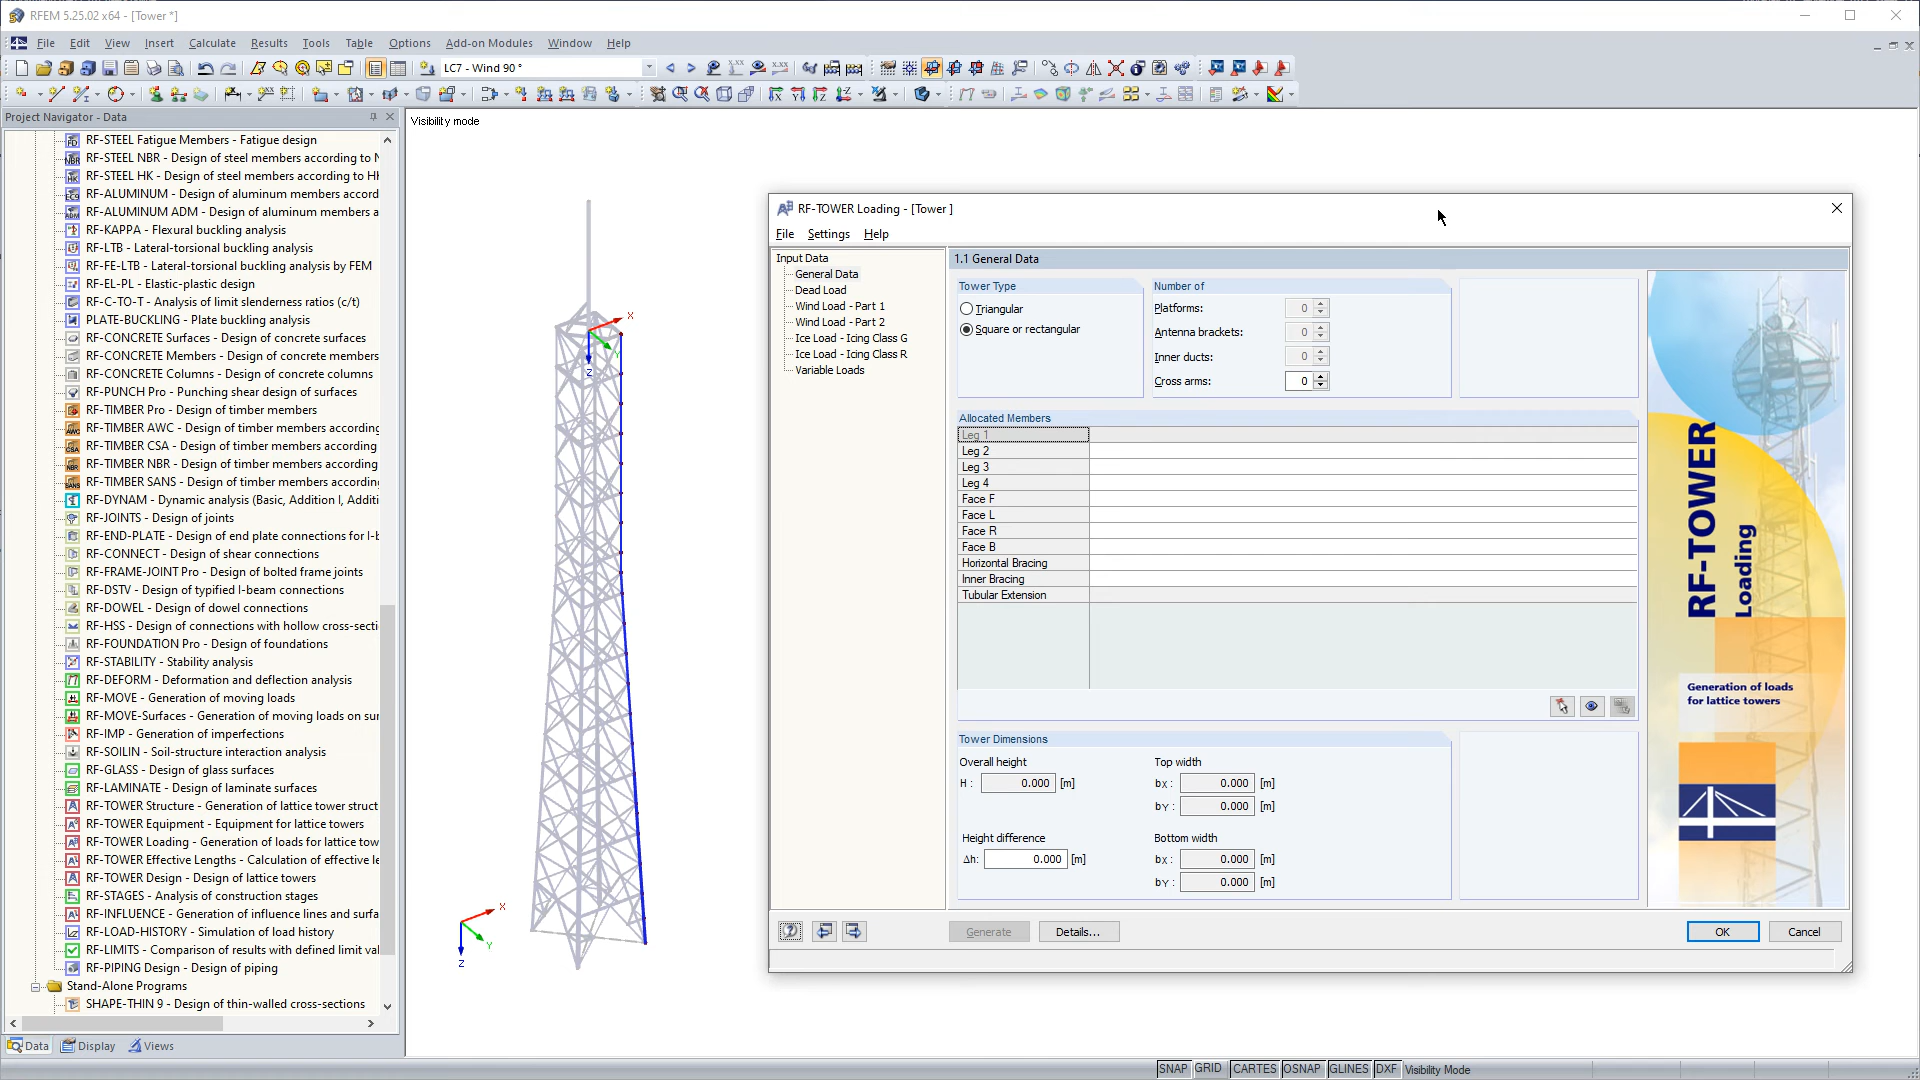 RFEM 5.25.02 x64 - [Tower *]
File Edit View Insert Calculate Results Tools Table Options Add-on Modules Window Help
LC7 - Wind 90 °
Project Navigator - Data
RF-STEEL Fatigue Members - Fatigue design
RF-STEEL NBR - Design of steel members according to N
RF-STEEL HK - Design of steel members according to HK
RF-ALUMINUM - Design of aluminum members accord
RF-ALUMINUM ADM - Design of aluminum members a
RF-KAPPA - Flexural buckling analysis
RF-LTB - Lateral-torsional buckling analysis
RF-FE-LTB - Lateral-torsional buckling analysis by FEM
RF-EL-PL - Elastic-plastic design
RF-C-TO-T - Analysis of limit slenderness ratios (c/t)
PLATE-BUCKLING - Plate buckling analysis
RF-CONCRETE Surfaces - Design of concrete surfaces
RF-CONCRETE Members - Design of concrete members
RF-CONCRETE Columns - Design of concrete columns
RF-PUNCH Pro - Punching shear design of surfaces
RF-TIMBER Pro - Design of timber members
RF-TIMBER AWC - Design of timber members according
RF-TIMBER CSA - Design of timber members according
RF-TIMBER NBR - Design of timber members according
RF-TIMBER SANS - Design of timber members accordin
RF-DYNAM - Dynamic analysis (Basic, Addition I, Additi
RF-JOINTS - Design of joints
RF-END-PLATE - Design of end plate connections for I-b
RF-CONNECT - Design of shear connections
RF-FRAME-JOINT Pro - Design of bolted frame joints
RF-DSTV - Design of typified I-beam connections
RF-DOWEL - Design of dowel connections
RF-HSS - Design of connections with hollow cross-secti
RF-FOUNDATION Pro - Design of foundations
RF-STABILITY - Stability analysis
RF-DEFORM - Deformation and deflection analysis
RF-MOVE - Generation of moving loads
RF-MOVE-Surfaces - Generation of moving loads on sur
RF-IMP - Generation of imperfections
RF-SOILIN - Soil-structure interaction analysis
RF-GLASS - Design of glass surfaces
RF-LAMINATE - Design of laminate surfaces
RF-TOWER Structure - Generation of lattice tower struct
RF-TOWER Equipment - Equipment for lattice towers
RF-TOWER Loading - Generation of loads for lattice tow
RF-TOWER Effective Lengths - Calculation of effective le
RF-TOWER Design - Design of lattice towers
RF-STAGES - Analysis of construction stages
RF-INFLUENCE - Generation of influence lines and surfa
RF-LOAD-HISTORY - Simulation of load history
RF-LIMITS - Comparison of results with defined limit val
RF-PIPING Design - Design of piping
Stand-Alone Programs
SHAPE-THIN 9 - Design of thin-walled cross-sections
Data Display Views
Visibility mode
X
Y
Z
X
Y
Z
RF-TOWER Loading - [Tower ]
File Settings Help
Input Data
General Data
Dead Load
Wind Load - Part 1
Wind Load - Part 2
Ice Load - Icing Class G
Ice Load - Icing Class R
Variable Loads
1.1 General Data
Tower Type
Triangular
Square or rectangular
Number of
Platforms: 0
Antenna brackets: 0
Inner ducts: 0
Cross arms: 0
Allocated Members
Leg 1
Leg 2
Leg 3
Leg 4
Face F
Face L
Face R
Face B
Horizontal Bracing
Inner Bracing
Tubular Extension
Tower Dimensions
Overall height
H : 0.000 [m]
Top width
bX : 0.000 [m]
bY : 0.000 [m]
Height difference
Δh: 0.000 [m]
Bottom width
bX : 0.000 [m]
bY : 0.000 [m]
RF-TOWER
Loading
Generation of loads
for lattice towers
Generate Details... OK Cancel
SNAP GRID CARTES OSNAP GLINES DXF Visibility Mode